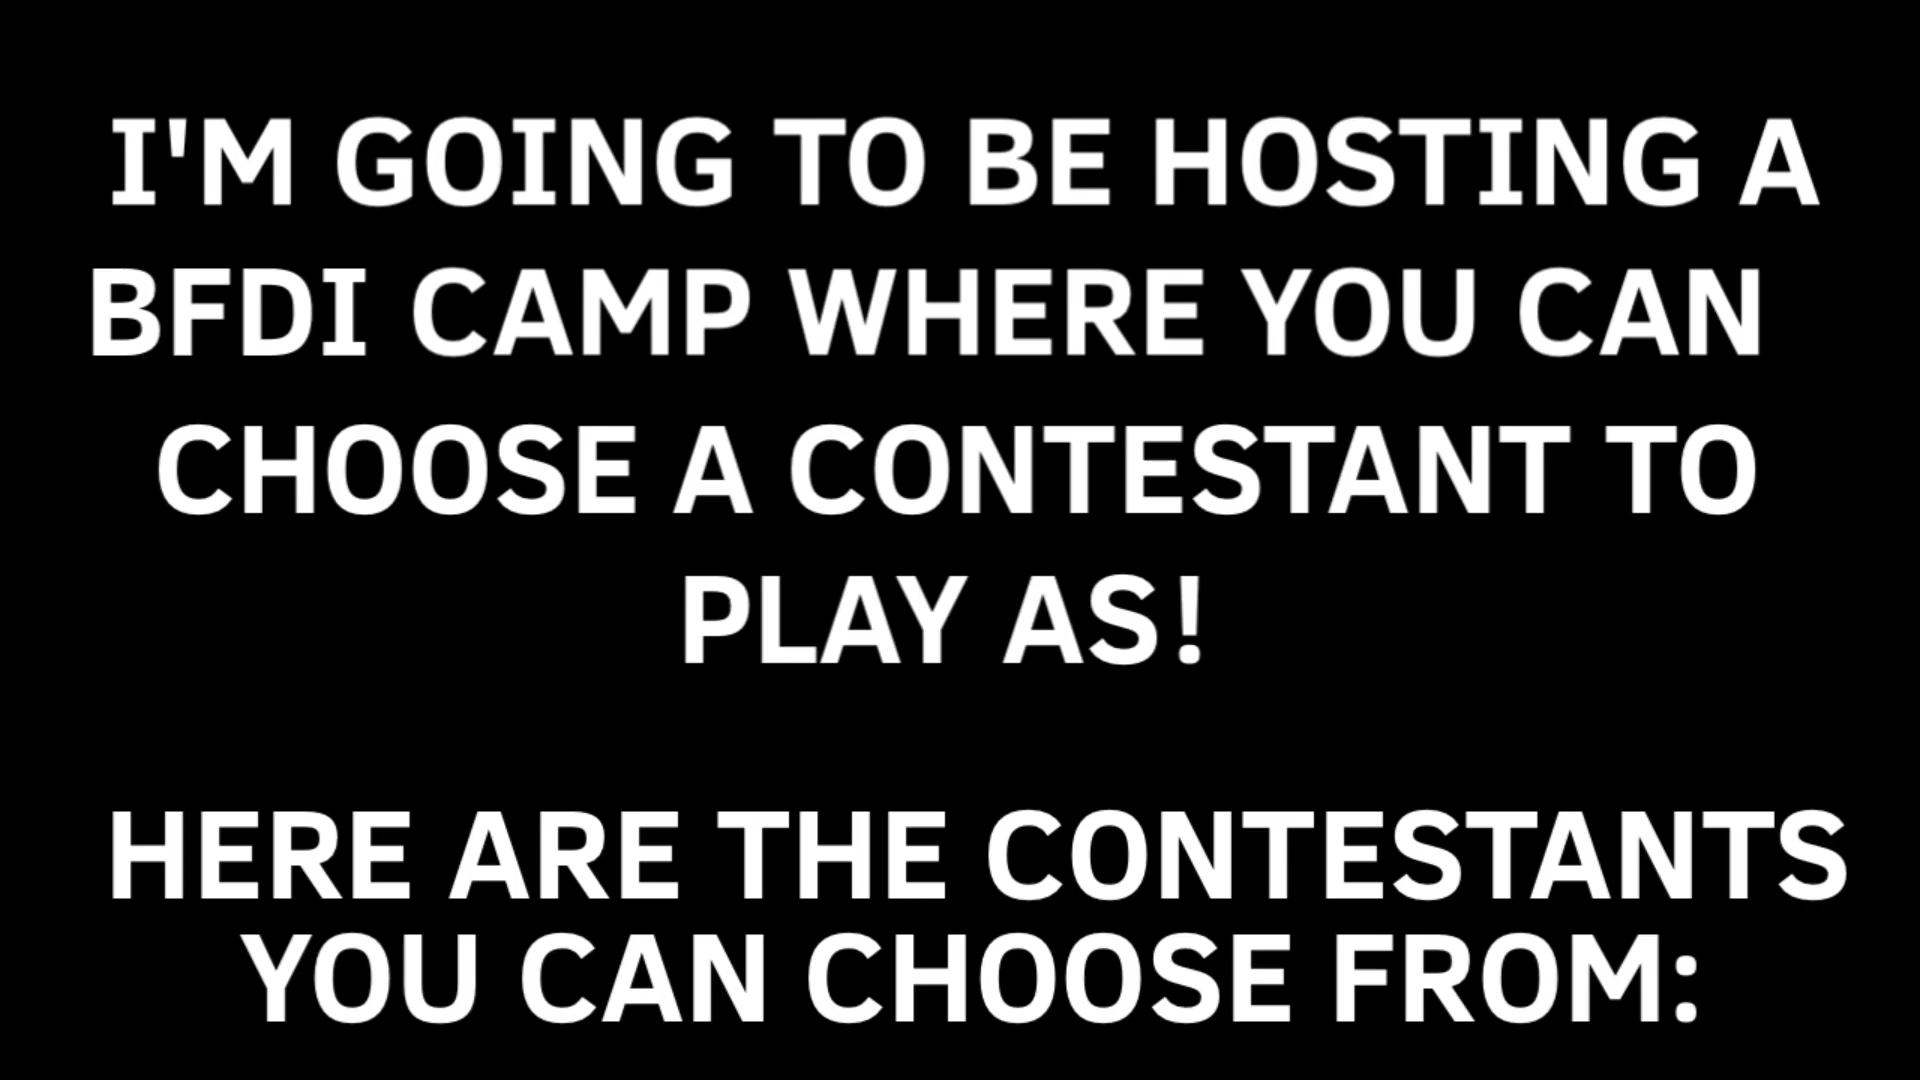 I'M GOING TO BE HOSTING A
BFDI CAMP WHERE YOU CAN
CHOOSE A CONTESTANT TO
PLAY AS!
HERE ARE THE CONTESTANTS
YOU CAN CHOOSE FROM: